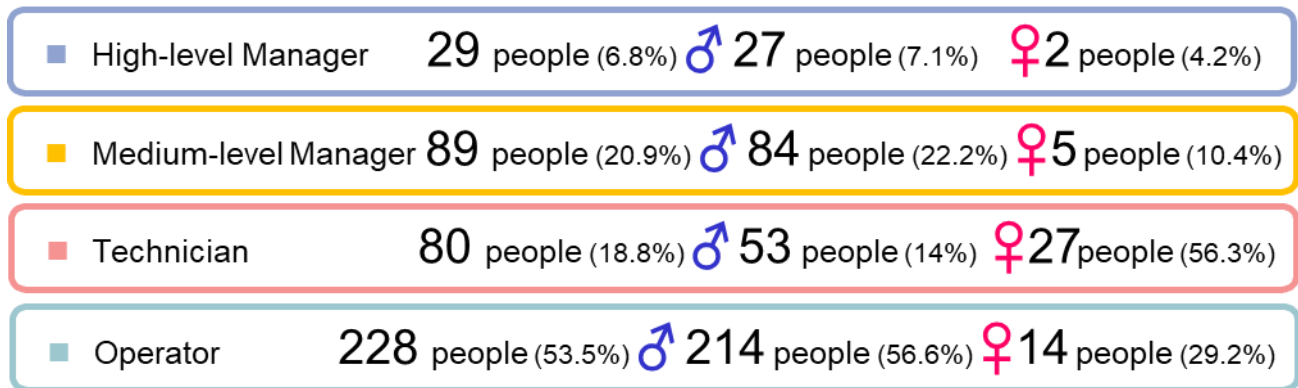 High-level Manager 29 people (6.8%) ♂ 27 people (7.1%) ♀ 2 people (4.2%)
Medium-level Manager 89 people (20.9%) ♂ 84 people (22.2%) ♀ 5 people (10.4%)
Technician 80 people (18.8%) ♂ 53 people (14%) ♀ 27people (56.3%)
Operator 228 people (53.5%) ♂ 214 people (56.6%) ♀ 14 people (29.2%)